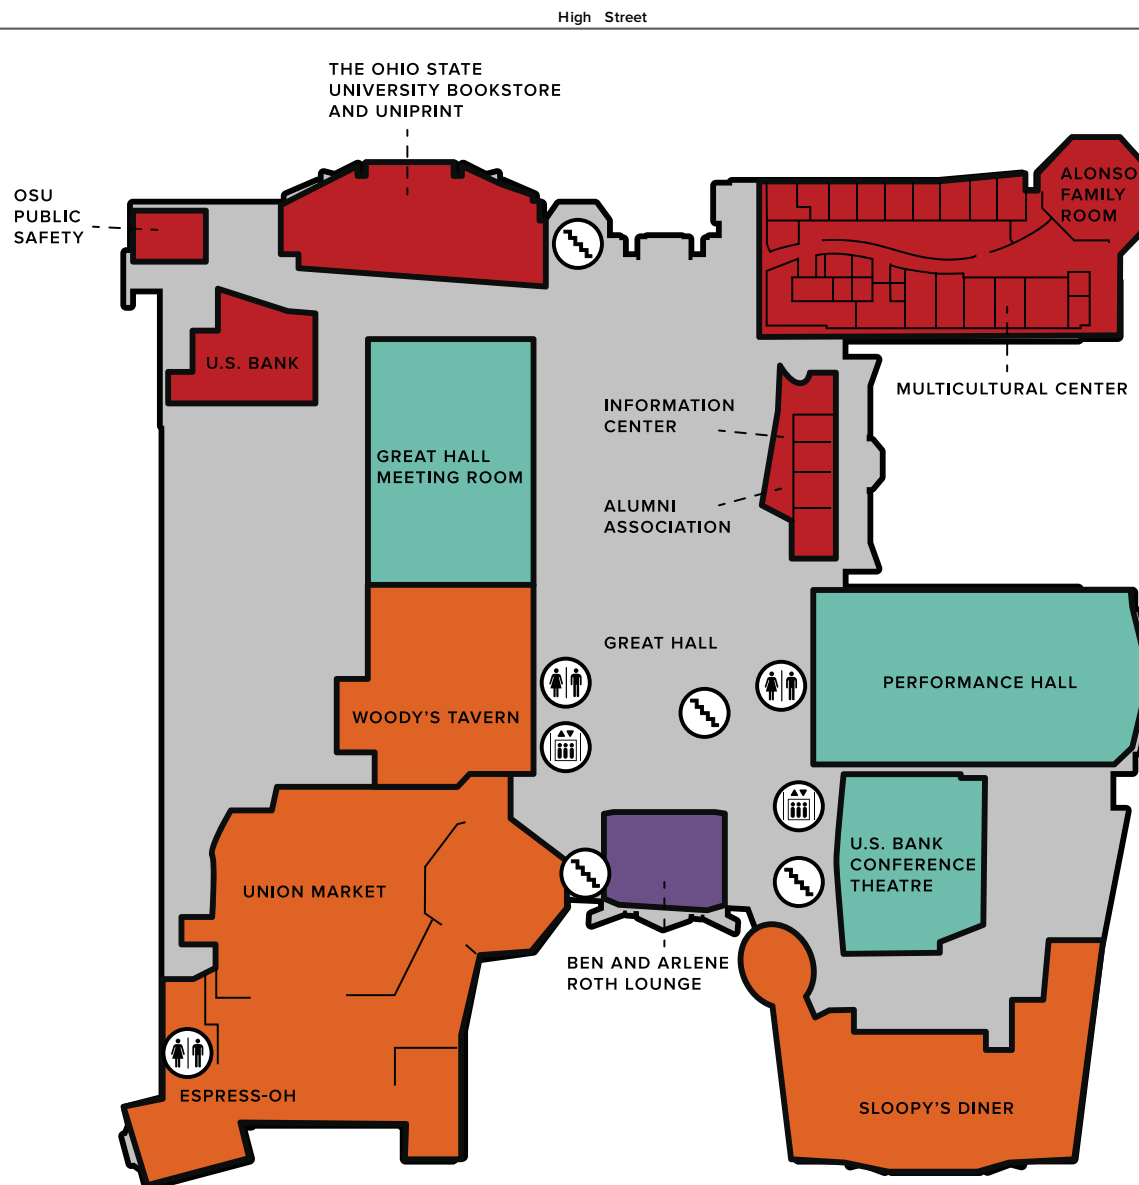 High Street
THE OHIO STATE
UNIVERSITY BOOKSTORE
AND UNIPRINT
OSU
PUBLIC
SAFETY
ALONSO
FAMILY
ROOM
U.S. BANK
MULTICULTURAL CENTER
INFORMATION
CENTER
GREAT HALL
MEETING ROOM
ALUMNI
ASSOCIATION
GREAT HALL
PERFORMANCE HALL
WOODY'S TAVERN
U.S. BANK
CONFERENCE
THEATRE
UNION MARKET
BEN AND ARLENE
ROTH LOUNGE
ESPRESS-OH
SLOOPY'S DINER